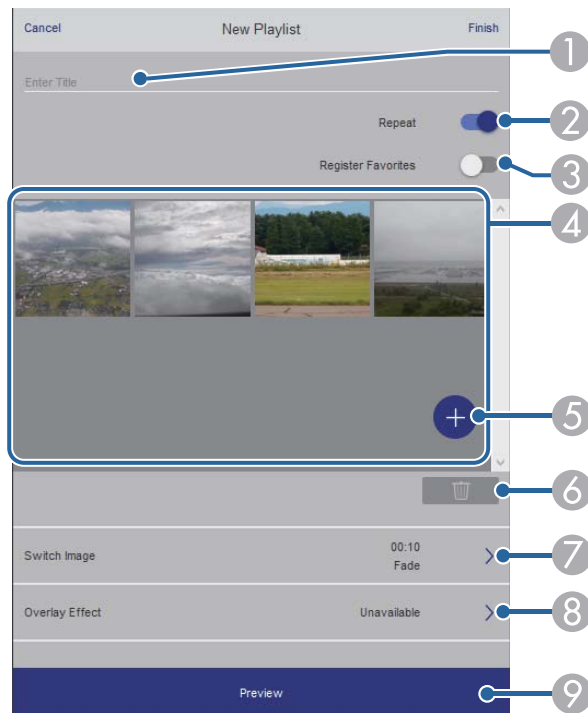 Cancel New Playlist Finish
1
Enter Title
Repeat
2
Register Favorites
3
4
5
6
Switch Image 00:10
Fade
7
Overlay Effect Unavailable
8
Preview
9